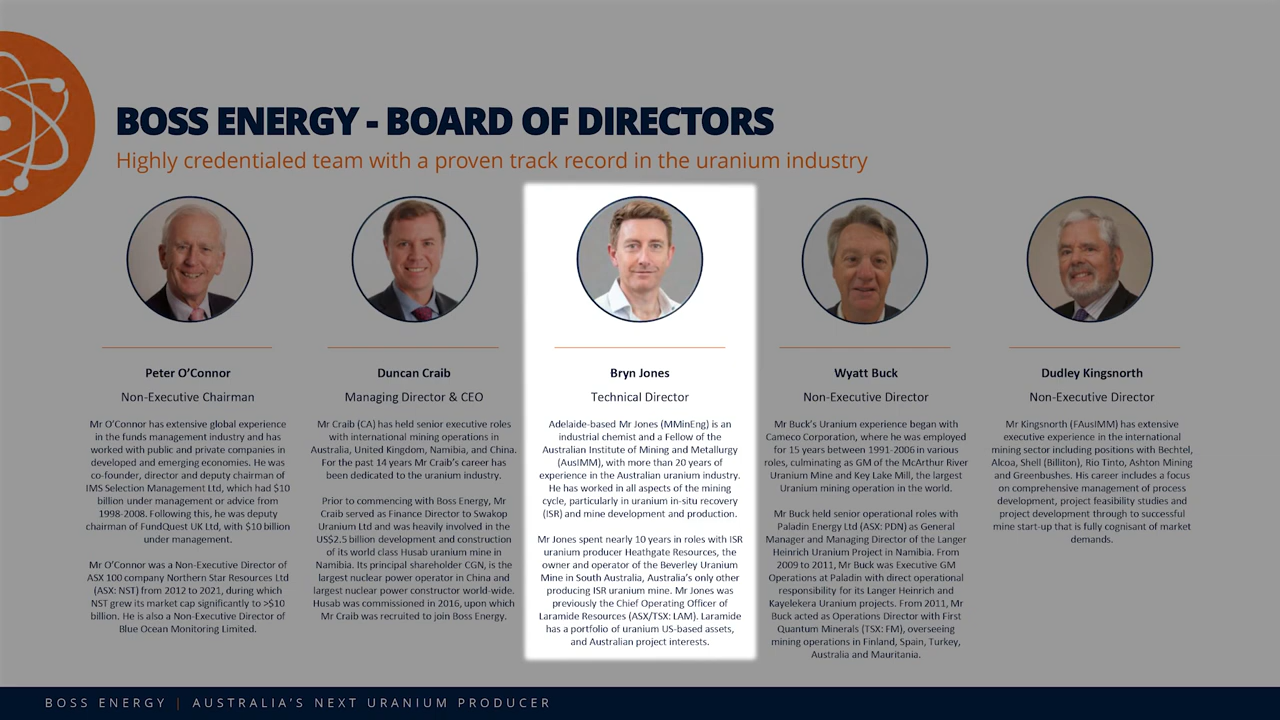 BOSS ENERGY - BOARD OF DIRECTORS
Highly credentialed team with a proven track record in the uranium industry
Peter O'Connor
Non-Executive Chairman
Mr O'Connor has extensive global experience
in the funds management industry and has
worked with public and private companies in
developed and emerging economies. He was
co-founder, director and deputy chairman of
IMS Selection Management Ltd, which had $10
billion under management or advice from
1998-2008. Following this, he was deputy
chairman of FundQuest UK Ltd, with $10 billion
under management.
Mr O'Connor was a Non-Executive Director of
ASX 100 company Northern Star Resources Ltd
(ASX: NST) from 2012 to 2021, during which
NST grew its market cap significantly to >$10
billion. He is also a Non-Executive Director of
Blue Ocean Monitoring Limited.
Duncan Craib
Managing Director & CEO
Mr Craib (CA) has held senior executive roles
with international mining operations in
Australia, United Kingdom, Namibia, and China.
For the past 14 years Mr Craib's career has
been dedicated to the uranium industry.
Prior to commencing with Boss Energy, Mr
Craib served as Finance Director to Swakop
Uranium Ltd and was heavily involved in the
US$2.5 billion development and construction
of its world class Husab uranium mine in
Namibia. Its principal shareholder CGN, is the
largest nuclear power operator in China and
largest nuclear power constructor world-wide.
Husab was commissioned in 2016, upon which
Mr Craib was recruited to join Boss Energy.
Bryn Jones
Technical Director
Adelaide-based Mr Jones (MMinEng) is an
industrial chemist and a Fellow of the
Australian Institute of Mining and Metallurgy
(AusIMM), with more than 20 years of
experience in the Australian uranium industry.
He has worked in all aspects of the mining
cycle, particularly in uranium in-situ recovery
(ISR) and mine development and production.
Mr Jones spent nearly 10 years in roles with ISR
uranium producer Heathgate Resources, the
owner and operator of the Beverley Uranium
Mine in South Australia, Australia's only other
producing ISR uranium mine. Mr Jones was
previously the Chief Operating Officer of
Laramide Resources (ASX/TSX: LAM). Laramide
has a portfolio of uranium US-based assets,
and Australian project interests.
Wyatt Buck
Non-Executive Director
Mr Buck's Uranium experience began with
Cameco Corporation, where he was employed
for 15 years between 1991-2006 in various
roles, culminating as GM of the McArthur River
Uranium Mine and Key Lake Mill, the largest
Uranium mining operation in the world.
Mr Buck held senior operational roles with
Paladin Energy Ltd (ASX: PDN) as General
Manager and Managing Director of the Langer
Heinrich Uranium Project in Namibia. From
2009 to 2011, Mr Buck was Executive GM
Operations at Paladin with direct operational
responsibility for its Langer Heinrich and
Kayelekera Uranium projects. From 2011, Mr
Buck acted as Operations Director with First
Quantum Minerals (TSX: FM), overseeing
mining operations in Finland, Spain, Turkey,
Australia and Mauritania.
Dudley Kingsnorth
Non-Executive Director
Mr Kingsnorth (FAusIMM) has extensive
executive experience in the international
mining sector including positions with Bechtel,
Alcoa, Shell (Billiton), Rio Tinto, Ashton Mining
and Greenbushes. His career includes a focus
on comprehensive management of process
development, project feasibility studies and
project development through to successful
mine start-up that is fully cognisant of market
demands.
BOSS ENERGY | AUSTRALIA'S NEXT URANIUM PRODUCER